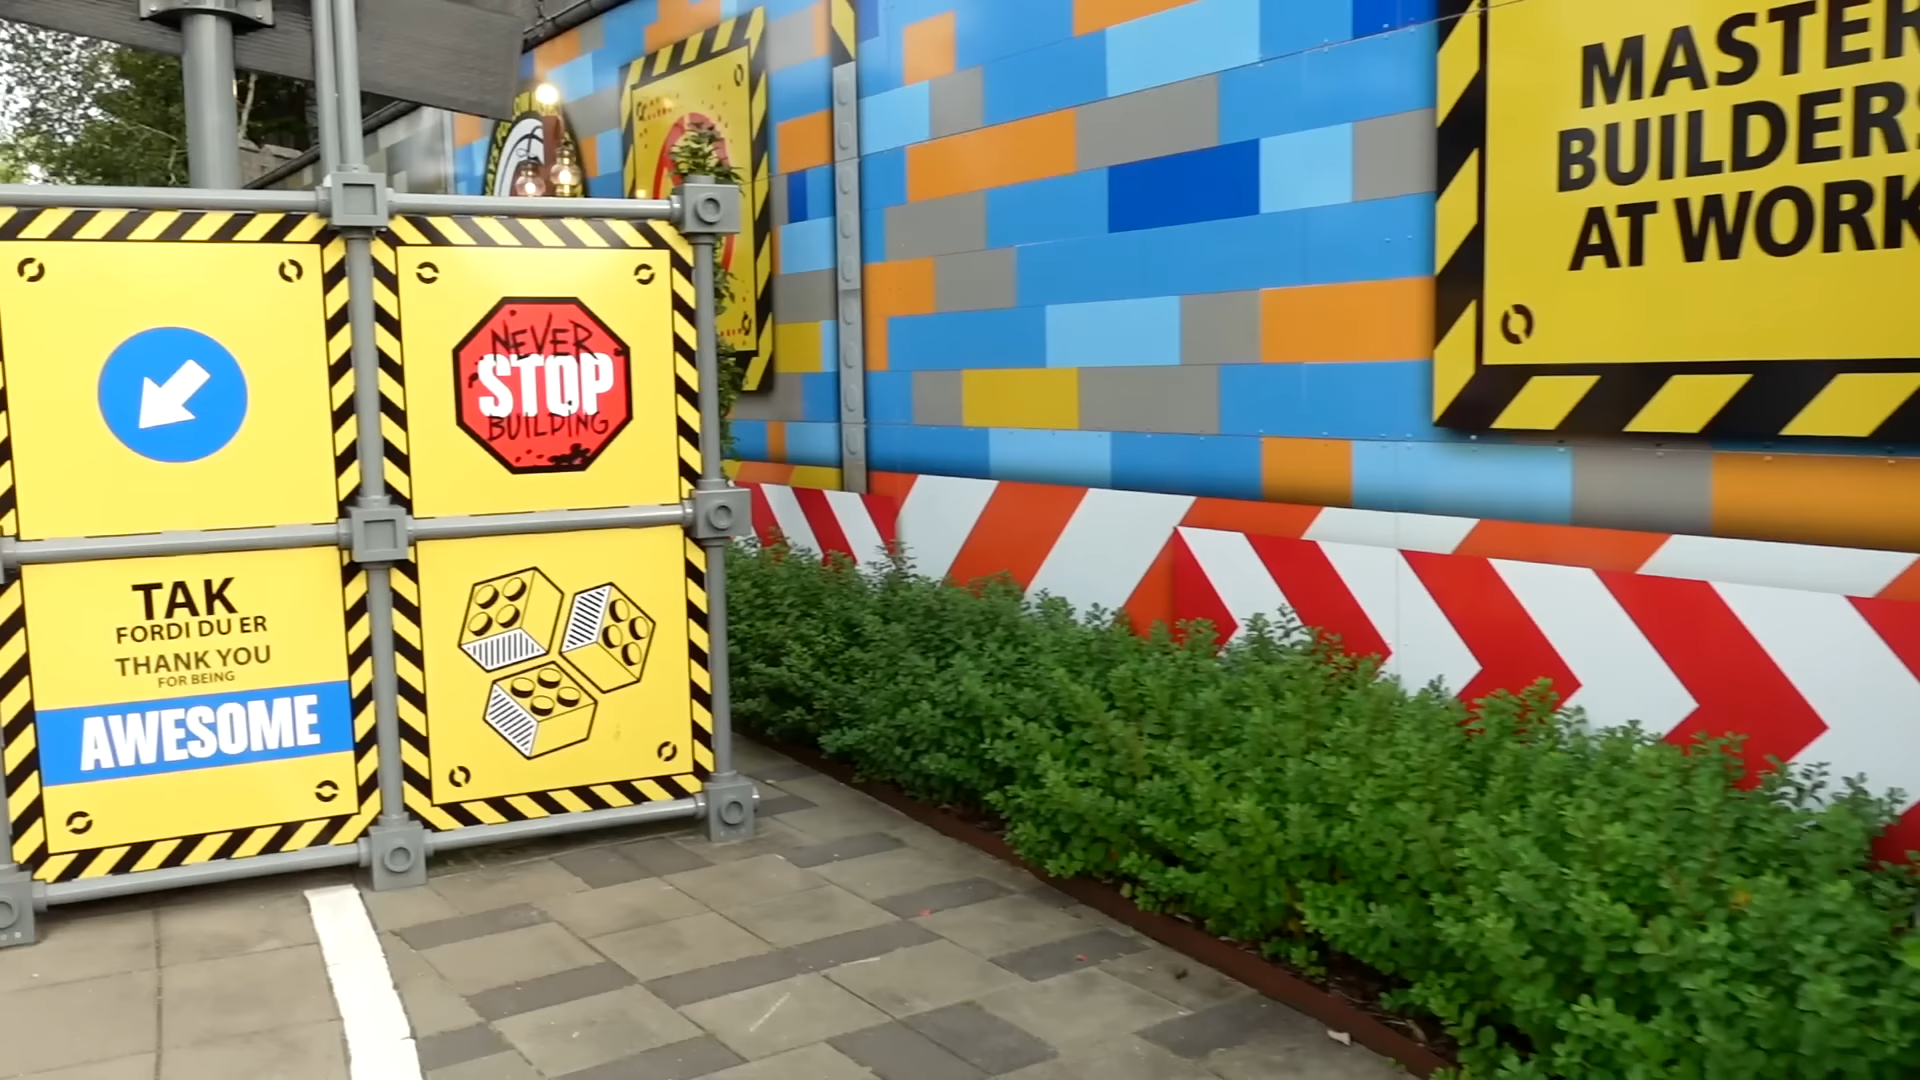 NEVER
STOP
BUILDING
TAK
FORDI DU ER
THANK YOU
FOR BEING
AWESOME
MASTER
BUILDERS
AT WORK